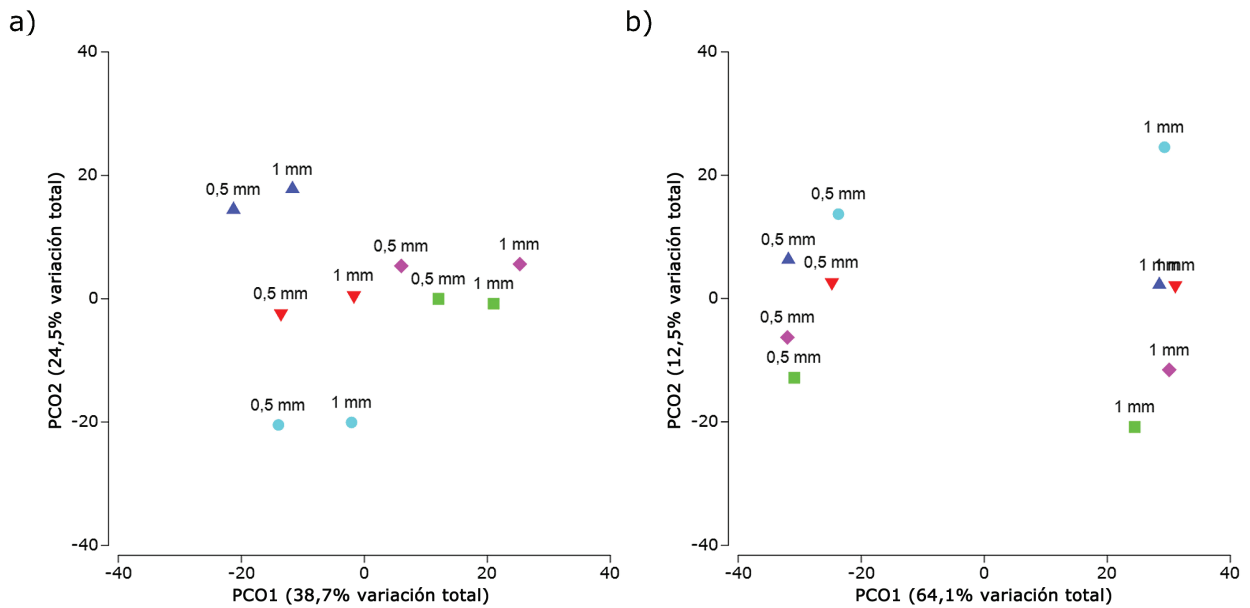 a)
40
20
0
-20
-40
-40
-20
0
20
40
PCO2 (24,5% variación total)
PCO1 (38,7% variación total)
1 mm
0,5 mm
0,5 mm
1 mm
0,5 mm
1 mm
1 mm
0,5 mm
0,5 mm
1 mm
b)
40
20
0
-20
-40
-40
-20
0
20
40
PCO2 (12,5% variación total)
PCO1 (64,1% variación total)
1 mm
0,5 mm
0,5 mm
0,5 mm
1 mm
1 mm
0,5 mm
0,5 mm
1 mm
1 mm